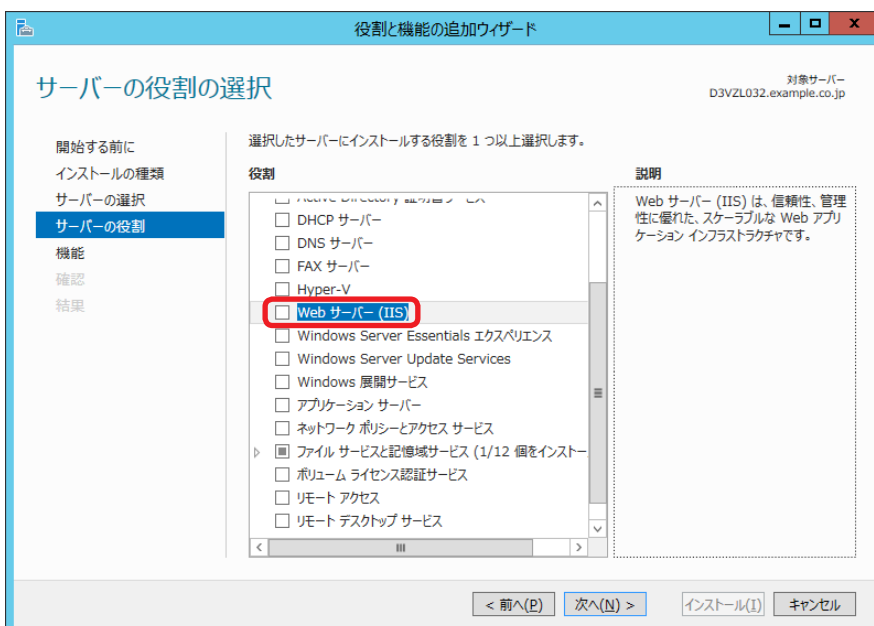 役割と機能の追加ウィザード
サーバーの役割の選択
対象サーバー
D3VZL032.example.co.jp
開始する前に
インストールの種類
サーバーの選択
サーバーの役割
機能
確認
結果
選択したサーバーにインストールする役割を 1 つ以上選択します。
役割
Active Directory 証明書サービス
DHCP サーバー
DNS サーバー
FAX サーバー
Hyper-V
Web サーバー (IIS)
Windows Server Essentials エクスペリエンス
Windows Server Update Services
Windows 展開サービス
アプリケーション サーバー
ネットワーク ポリシーとアクセス サービス
ファイル サービスと記憶域サービス (1/12 個をインストー
ボリューム ライセンス認証サービス
リモート アクセス
リモート デスクトップ サービス
説明
Web サーバー (IIS) は、信頼性、管理
性に優れた、スケーラブルな Web アプリ
ケーション インフラストラクチャです。
< 前へ(P)
次へ(N) >
インストール(I)
キャンセル